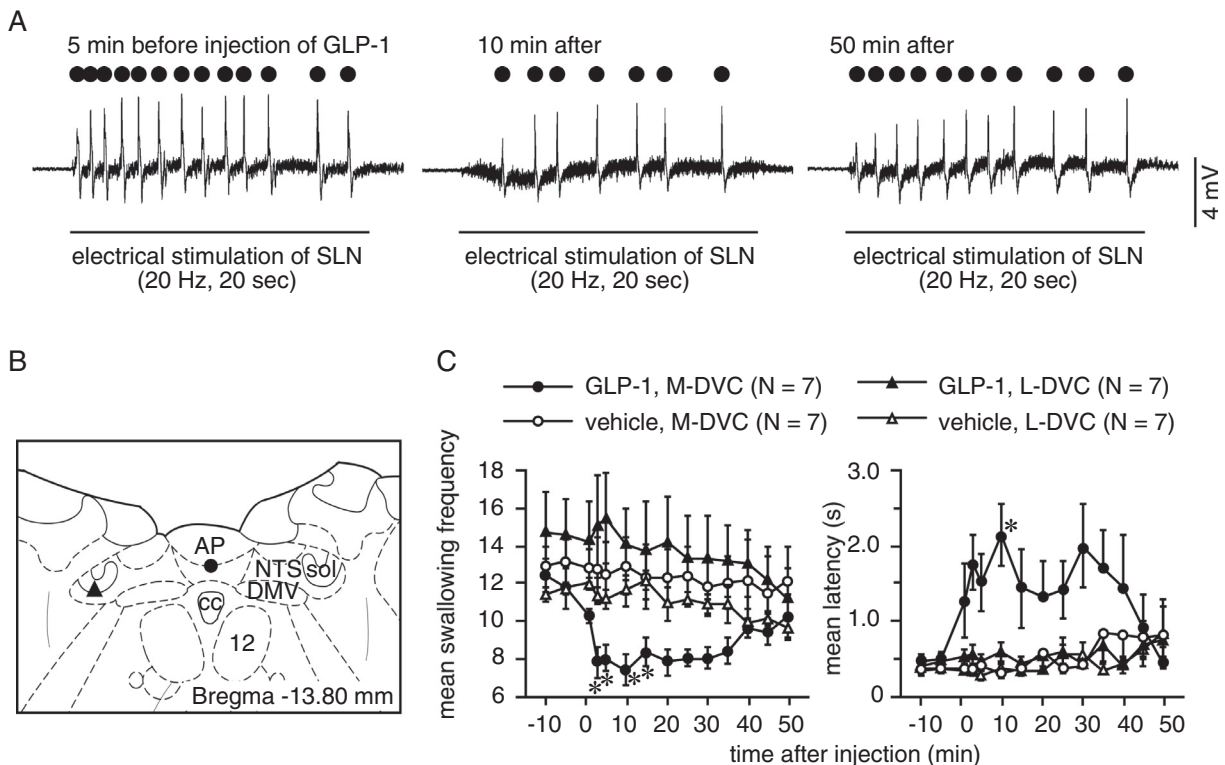 A
5 min before injection of GLP-1
10 min after
50 min after
4 mV
electrical stimulation of SLN
(20 Hz, 20 sec)
electrical stimulation of SLN
(20 Hz, 20 sec)
electrical stimulation of SLN
(20 Hz, 20 sec)
B
AP
NTS sol
DMV
cc
12
Bregma -13.80 mm
C
GLP-1, M-DVC (N = 7)
vehicle, M-DVC (N = 7)
GLP-1, L-DVC (N = 7)
vehicle, L-DVC (N = 7)
mean swallowing frequency
18
16
14
12
10
8
6
* * * *
-10 0 10 20 30 40 50
mean latency (s)
3.0
2.0
1.0
0
*
-10 0 10 20 30 40 50
time after injection (min)